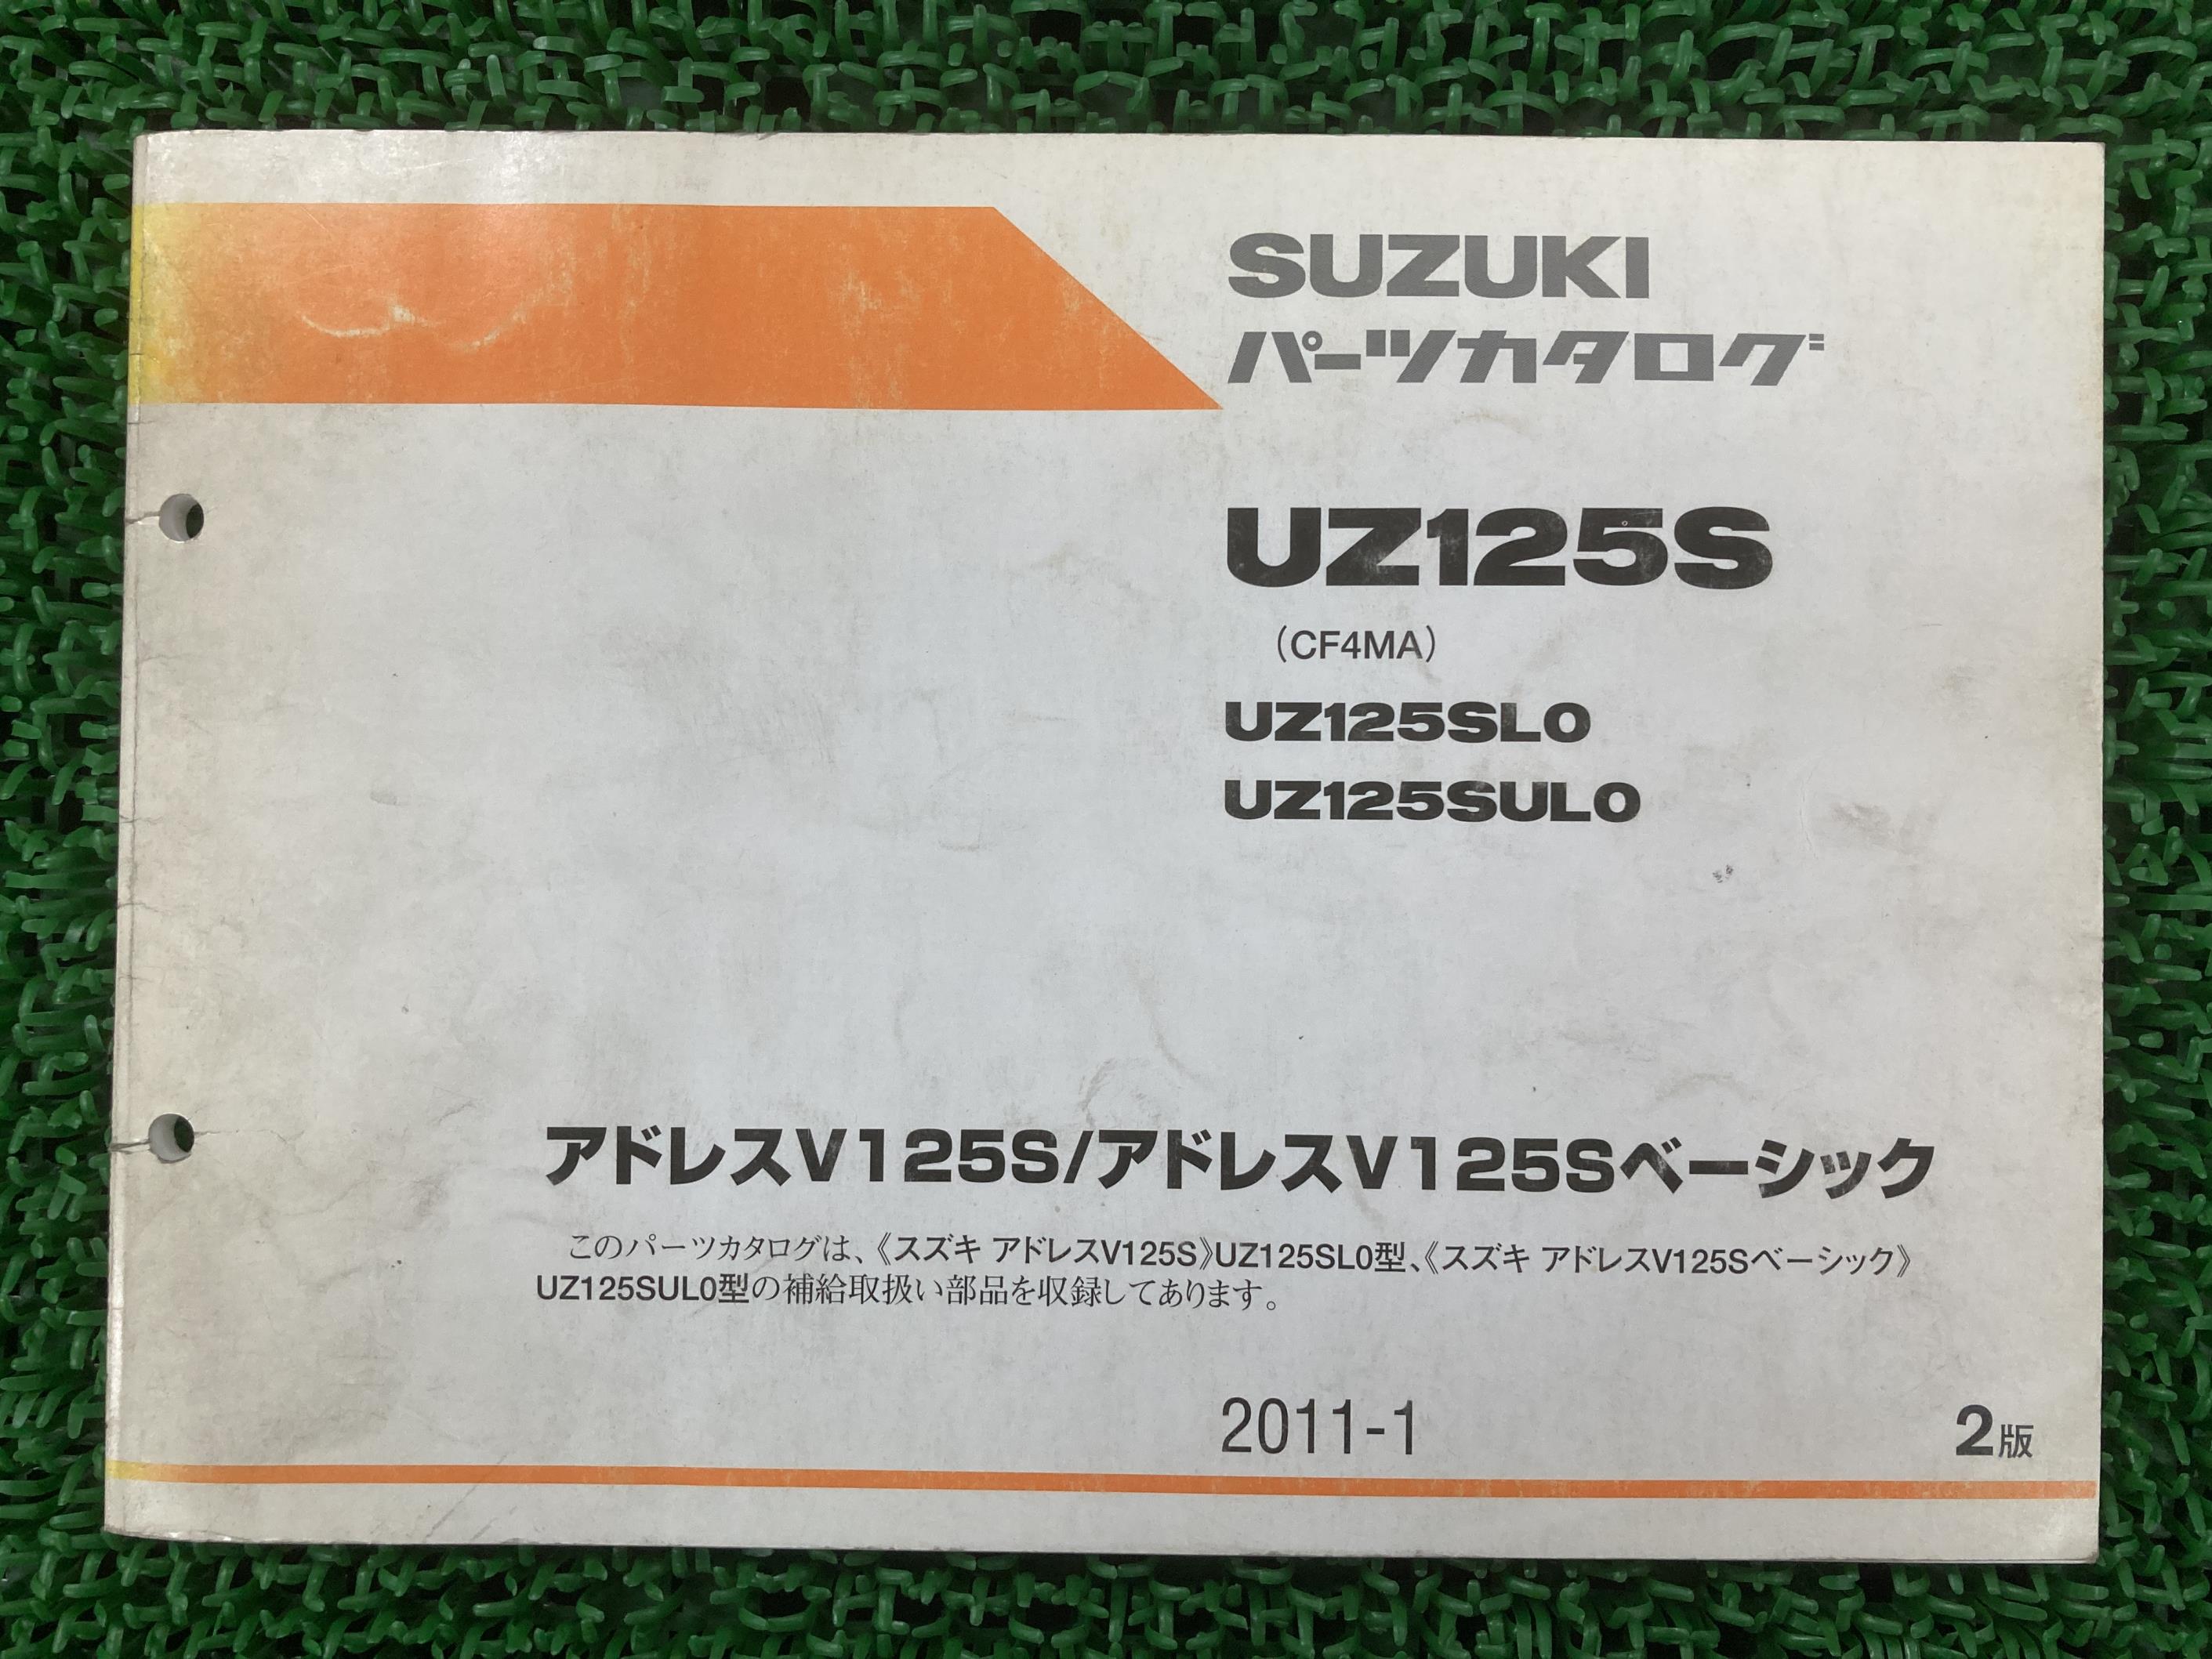 SUZUKI
パーツカタログ
UZ125S
（CF4MA）
UZ125SL0
UZ125SUL0
アドレスV125S/アドレスV125Sベーシック
このパーツカタログは、《スズキ アドレスV125S》UZ125SL0型、《スズキ アドレスV125Sベーシック》
UZ125SUL0型の補給取扱い部品を収録してあります。
2011-1
2版